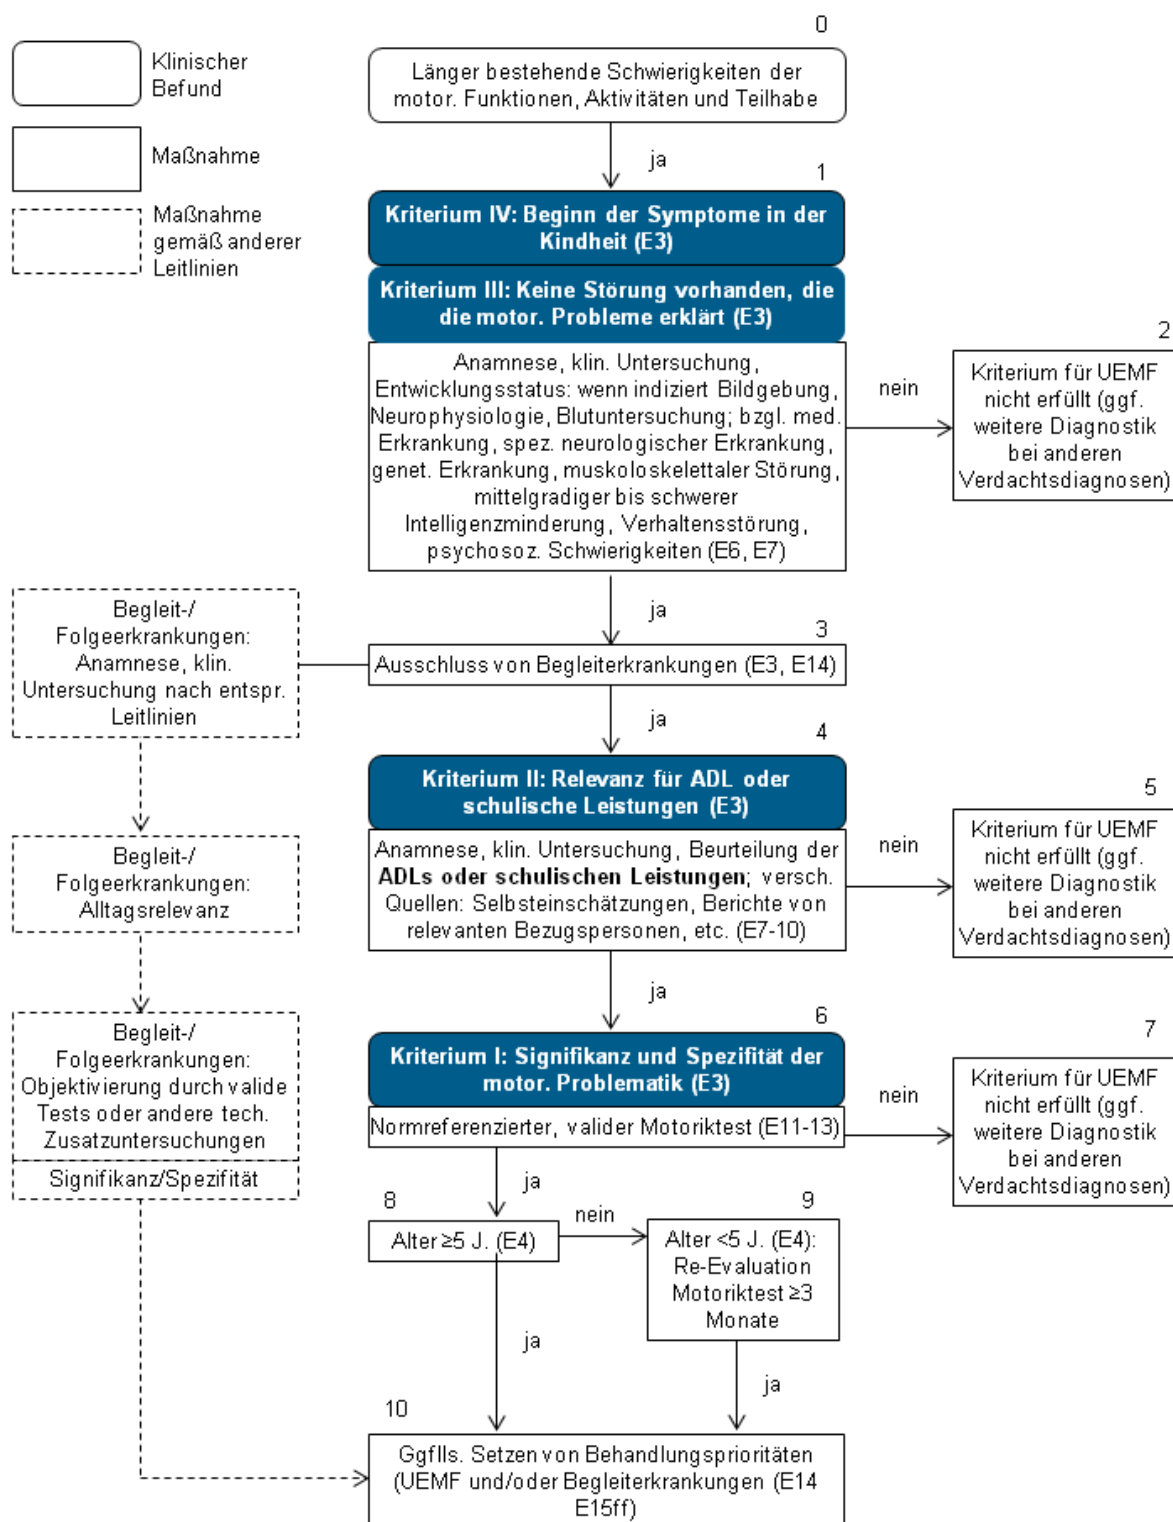 0
Klinischer
Befund
Länger bestehende Schwierigkeiten der
motor. Funktionen, Aktivitäten und Teilhabe
Maßnahme
ja
1
Maßnahme
gemäß anderer
Leitlinien
Kriterium IV: Beginn der Symptome in der
Kindheit (E3)
Kriterium III: Keine Störung vorhanden, die
die motor. Probleme erklärt (E3)
Anamnese, klin. Untersuchung,
Entwicklungsstatus: wenn indiziert Bildgebung,
Neurophysiologie, Blutuntersuchung; bzgl. med.
Erkrankung, spez. neurologischer Erkrankung,
genet. Erkrankung, muskoloskelettaler Störung,
mittelgradiger bis schwerer
Intelligenzminderung, Verhaltensstörung,
psychosoz. Schwierigkeiten (E6, E7)
nein
2
Kriterium für UEMF
nicht erfüllt (ggf.
weitere Diagnostik
bei anderen
Verdachtsdiagnosen)
ja
3
Ausschluss von Begleiterkrankungen (E3, E14)
Begleit-/
Folgeerkrankungen:
Anamnese, klin.
Untersuchung nach entspr.
Leitlinien
ja
4
Kriterium II: Relevanz für ADL oder
schulische Leistungen (E3)
Anamnese, klin. Untersuchung, Beurteilung der
ADLs oder schulischen Leistungen; versch.
Quellen: Selbsteinschätzungen, Berichte von
relevanten Bezugspersonen, etc. (E7-10)
nein
5
Kriterium für UEMF
nicht erfüllt (ggf.
weitere Diagnostik
bei anderen
Verdachtsdiagnosen)
Begleit-/
Folgeerkrankungen:
Alltagsrelevanz
ja
6
Kriterium I: Signifikanz und Spezifität der
motor. Problematik (E3)
Normreferenzierter, valider Motoriktest (E11-13)
nein
7
Kriterium für UEMF
nicht erfüllt (ggf.
weitere Diagnostik
bei anderen
Verdachtsdiagnosen)
Begleit-/
Folgeerkrankungen:
Objektivierung durch valide
Tests oder andere tech.
Zusatzuntersuchungen
Signifikanz/Spezifität
ja
8
Alter ≥5 J. (E4)
nein
9
Alter <5 J. (E4):
Re-Evaluation
Motoriktest ≥3
Monate
ja
ja
10
Ggflls. Setzen von Behandlungsprioritäten
(UEMF und/oder Begleiterkrankungen (E14
E15ff)